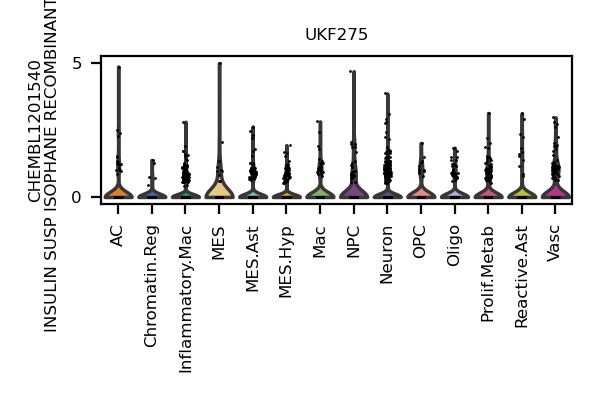 UKF275
CHEMBL1201540
INSULIN SUSP ISOPHANE RECOMBINANT
5
0
AC
Chromatin.Reg
Inflammatory.Mac
MES
MES.Ast
MES.Hyp
Mac
NPC
Neuron
OPC
Oligo
Prolif.Metab
Reactive.Ast
Vasc